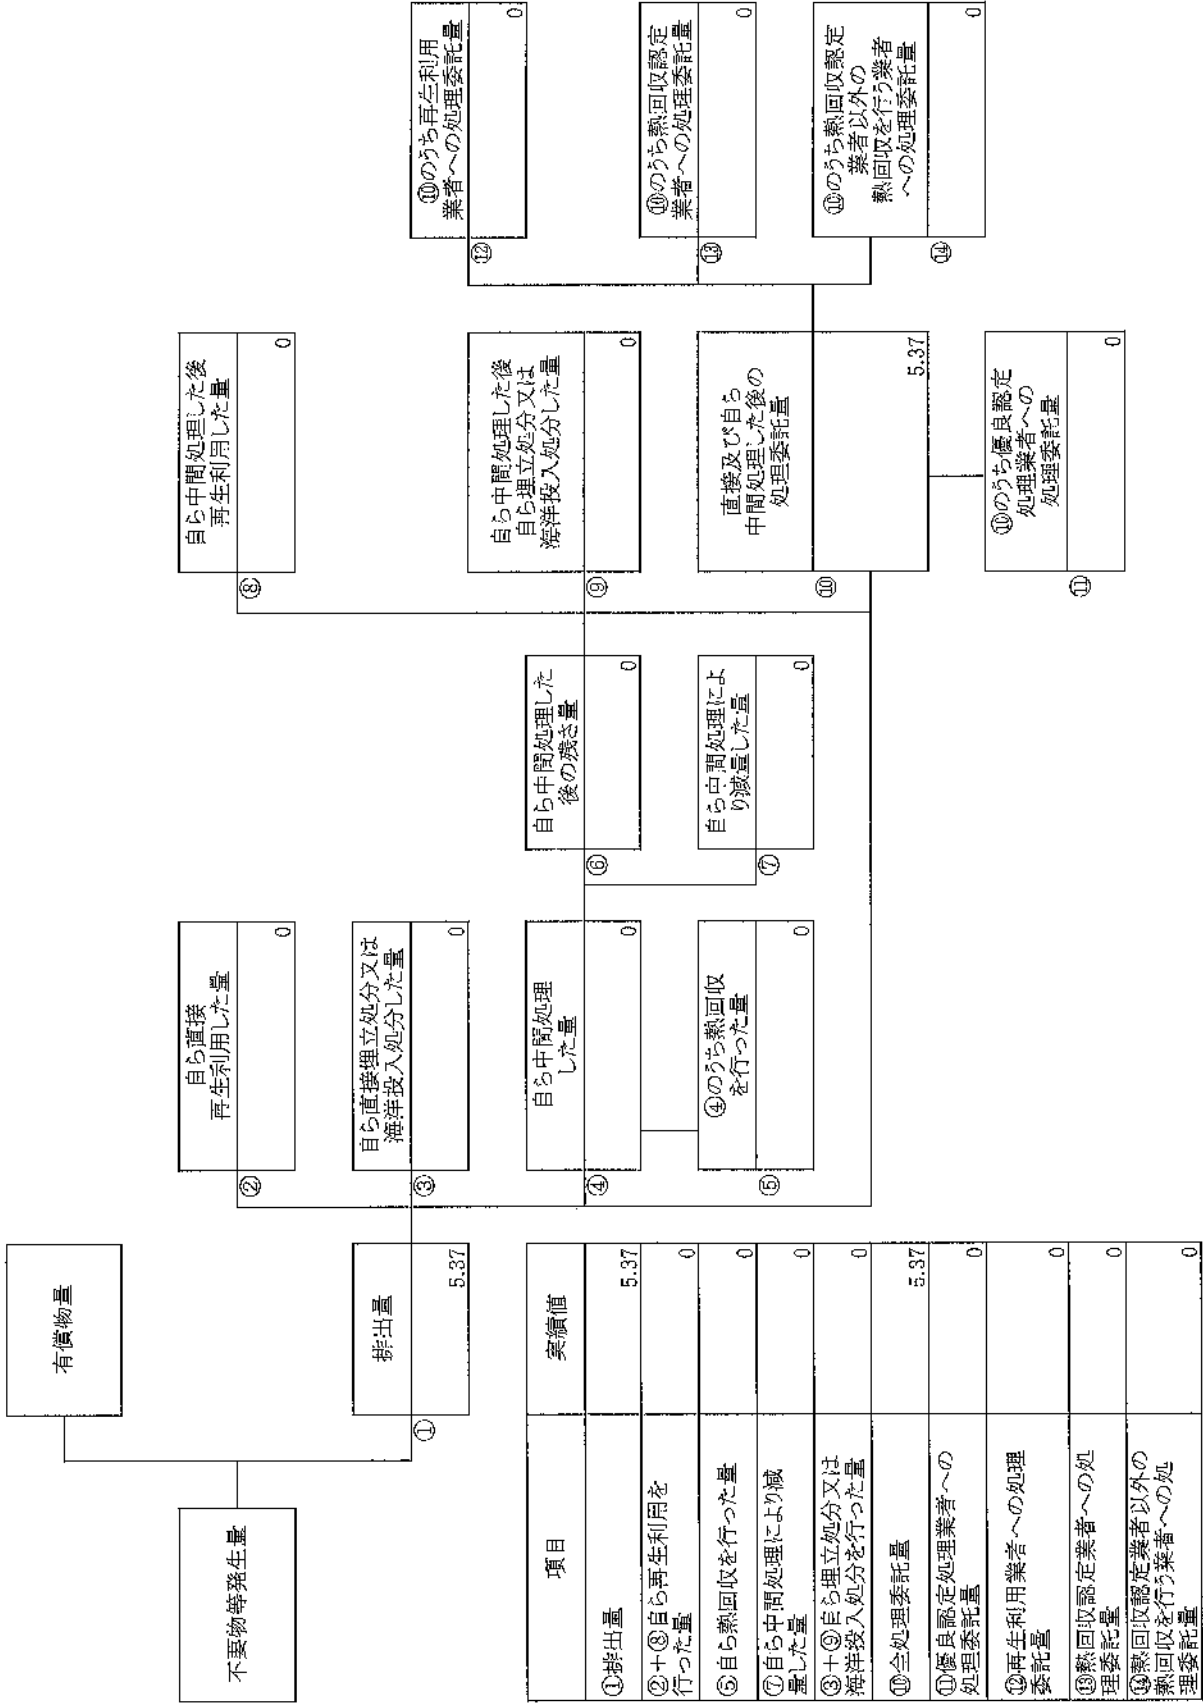 不要物等発生量
有償物量
①
排出量
5.37
②
自ら直接
再生利用した量
0
③
自ら直接埋立処分又は
海洋投入処分した量
0
④
自ら中間処理
した量
0
⑤
④のうち熱回収
を行った量
0
⑥
自ら中間処理した
後の残さ量
0
⑦
自ら中間処理によ
り減量した量
0
⑧
自ら中間処理した後
再生利用した量
0
⑨
自ら中間処理した後
自ら埋立処分又は
海洋投入処分した量
0
⑩
直接及び自ら
中間処理した後の
処理委託量
5.37
⑪
⑩のうち優良認定
処理業者への
処理委託量
0
⑫
⑩のうち再生利用
業者への処理委託量
0
⑬
⑩のうち熱回収認定
業者への処理委託量
0
⑭
⑩のうち熱回収認定
業者以外の
熱回収を行う業者
への処理委託量
0
項目 実績値
①排出量 5.37
②+⑧自ら再生利用を
行った量 0
⑤自ら熱回収を行った量 0
⑦自ら中間処理により減
量した量 0
③+⑨自ら埋立処分又は
海洋投入処分を行った量 0
⑩全処理委託量 5.37
⑪優良認定処理業者への
処理委託量 0
⑫再生利用業者への処理
委託量 0
⑬熱回収認定業者への処
理委託量 0
⑭熱回収認定業者以外の
熱回収を行う業者への処
理委託量 0